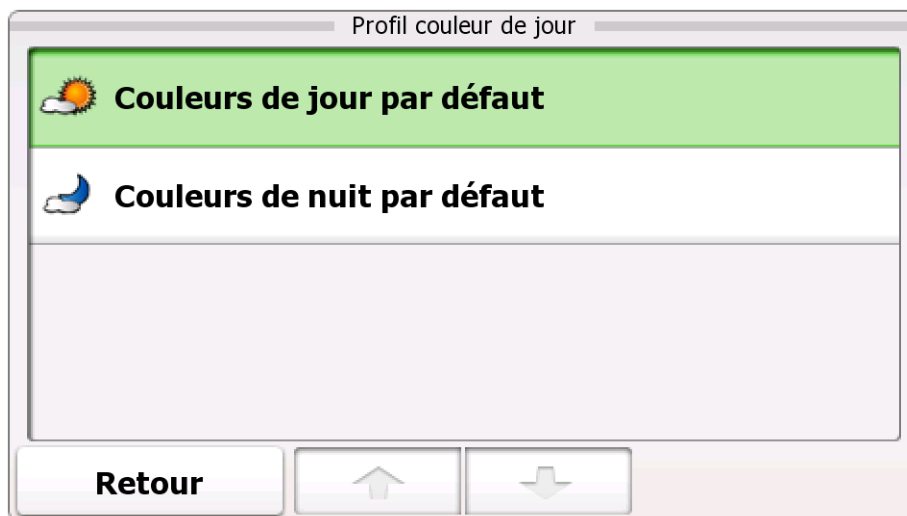 Profil couleur de jour
Couleurs de jour par défaut
Couleurs de nuit par défaut
Retour